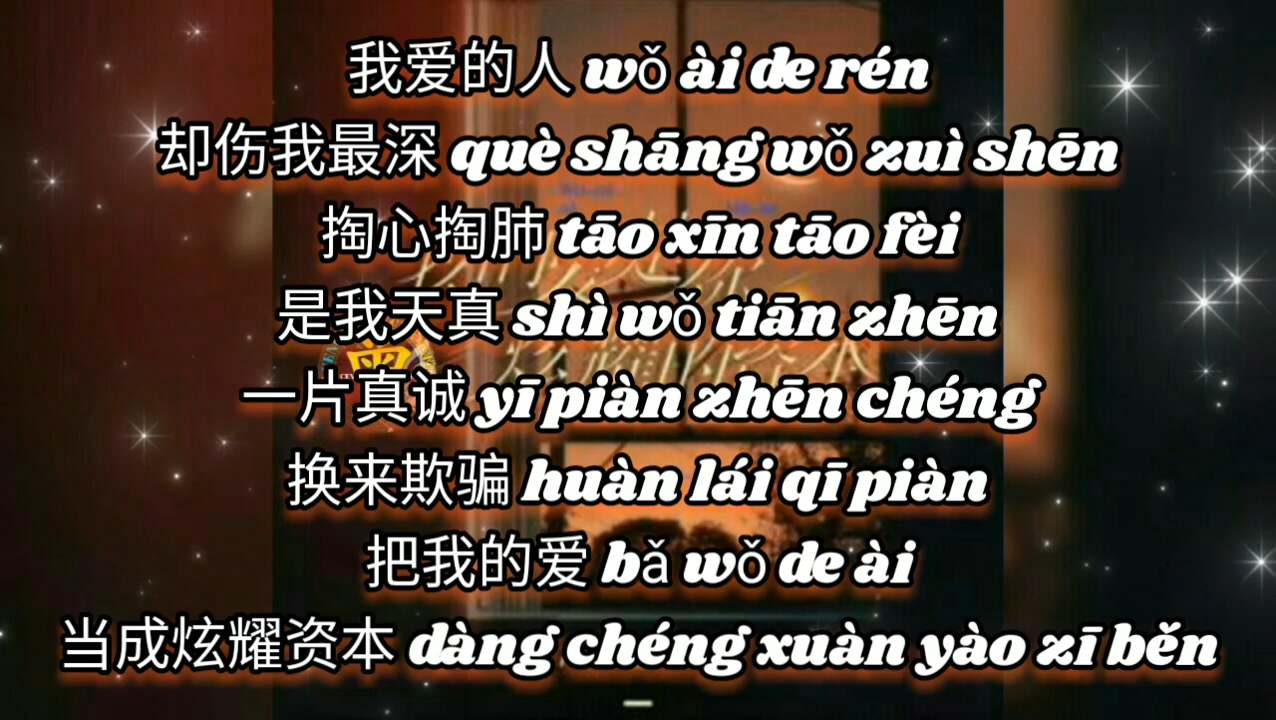 我爱的人 wǒ ài de rén
却伤我最深 què shāng wǒ zuì shēn
掏心掏肺 tāo xīn tāo fèi
是我天真 shì wǒ tiān zhēn
一片真诚 yī piàn zhēn chéng
换来欺骗 huàn lái qī piàn
把我的爱 bǎ wǒ de ài
当成炫耀资本 dàng chéng xuàn yào zī běn